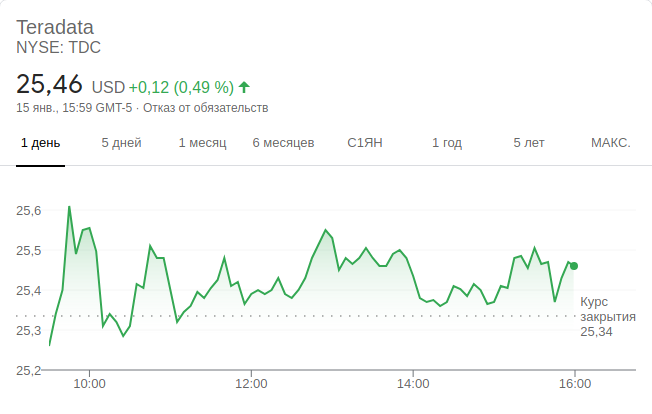 Teradata
NYSE: TDC
25,46 USD +0,12 (0,49 %)
15 янв., 15:59 GMT-5 · Отказ от обязательств
1 день 5 дней 1 месяц 6 месяцев С1ЯН 1 год 5 лет МАКС.
25,6
25,5
25,4
25,3
25,2
Курс
закрытия
25,34
10:00 12:00 14:00 16:00